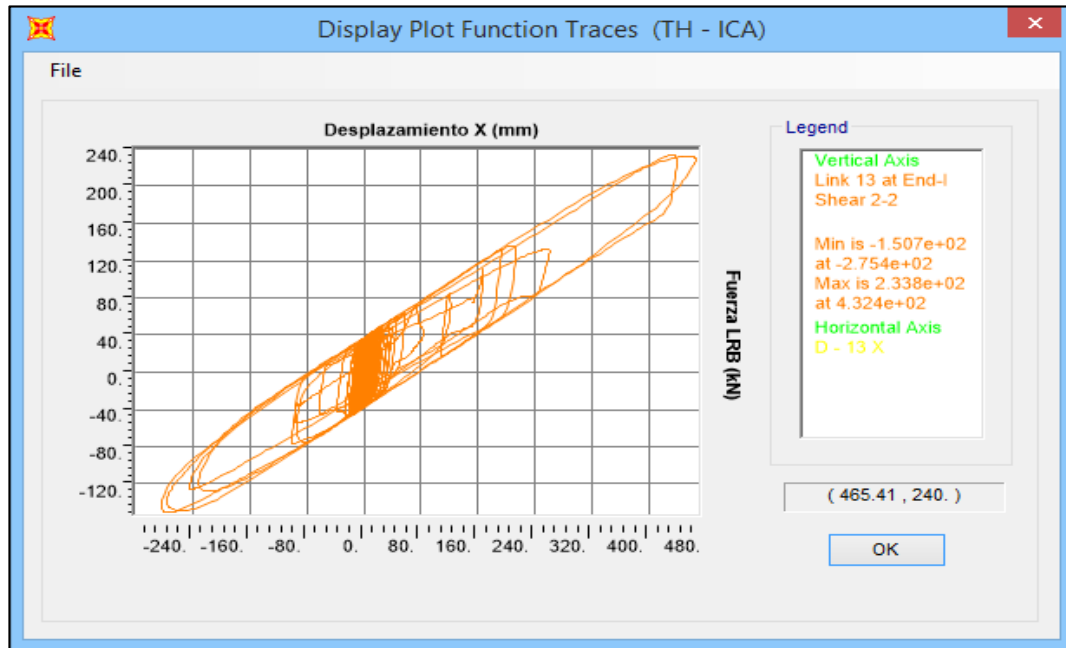 Display Plot Function Traces (TH - ICA)
File
Desplazamiento X (mm)
240.
200.
160.
120.
80.
40.
0.
-40.
-80.
-120.
-240. -160. -80. 0. 80. 160. 240. 320. 400. 480.
Fuerza LRB (kN)
Legend
Vertical Axis
Link 13 at End-I
Shear 2-2
Min is -1.507e+02
at -2.754e+02
Max is 2.338e+02
at 4.324e+02
Horizontal Axis
D - 13 X
( 465.41 , 240. )
OK